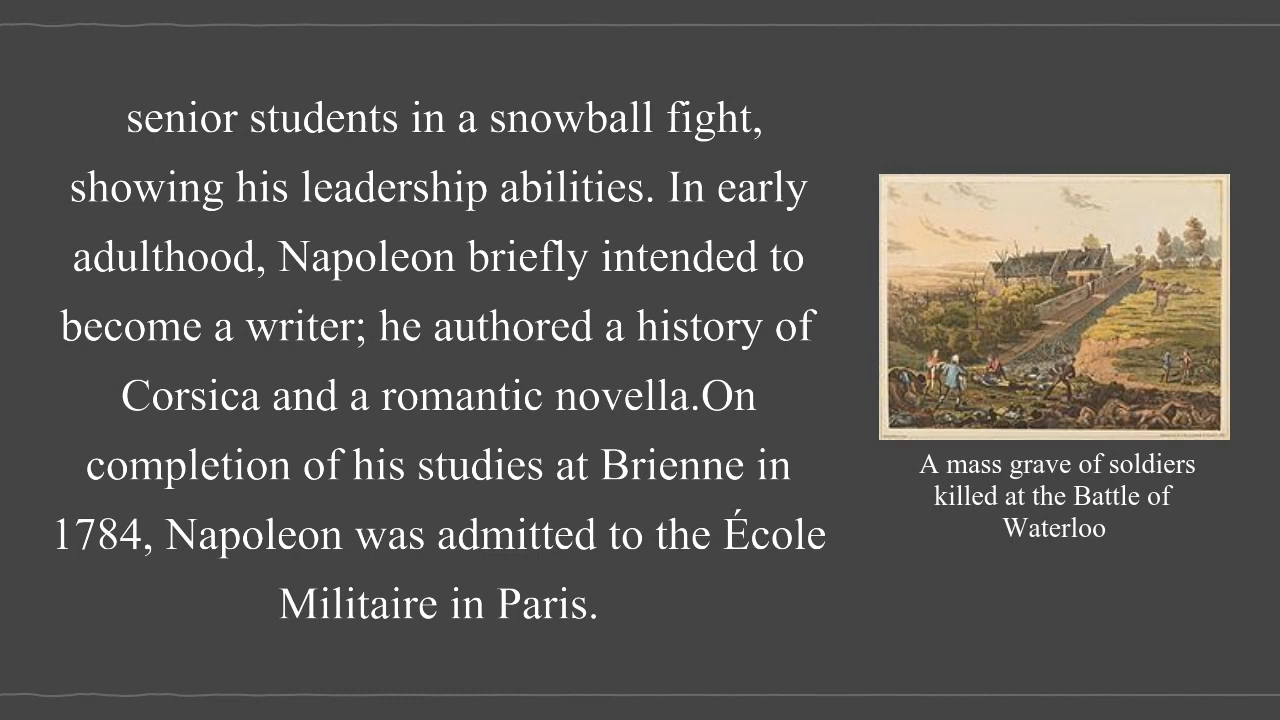 senior students in a snowball fight,
showing his leadership abilities. In early
adulthood, Napoleon briefly intended to
become a writer; he authored a history of
Corsica and a romantic novella.On
completion of his studies at Brienne in
1784, Napoleon was admitted to the École
Militaire in Paris.
A mass grave of soldiers
killed at the Battle of
Waterloo